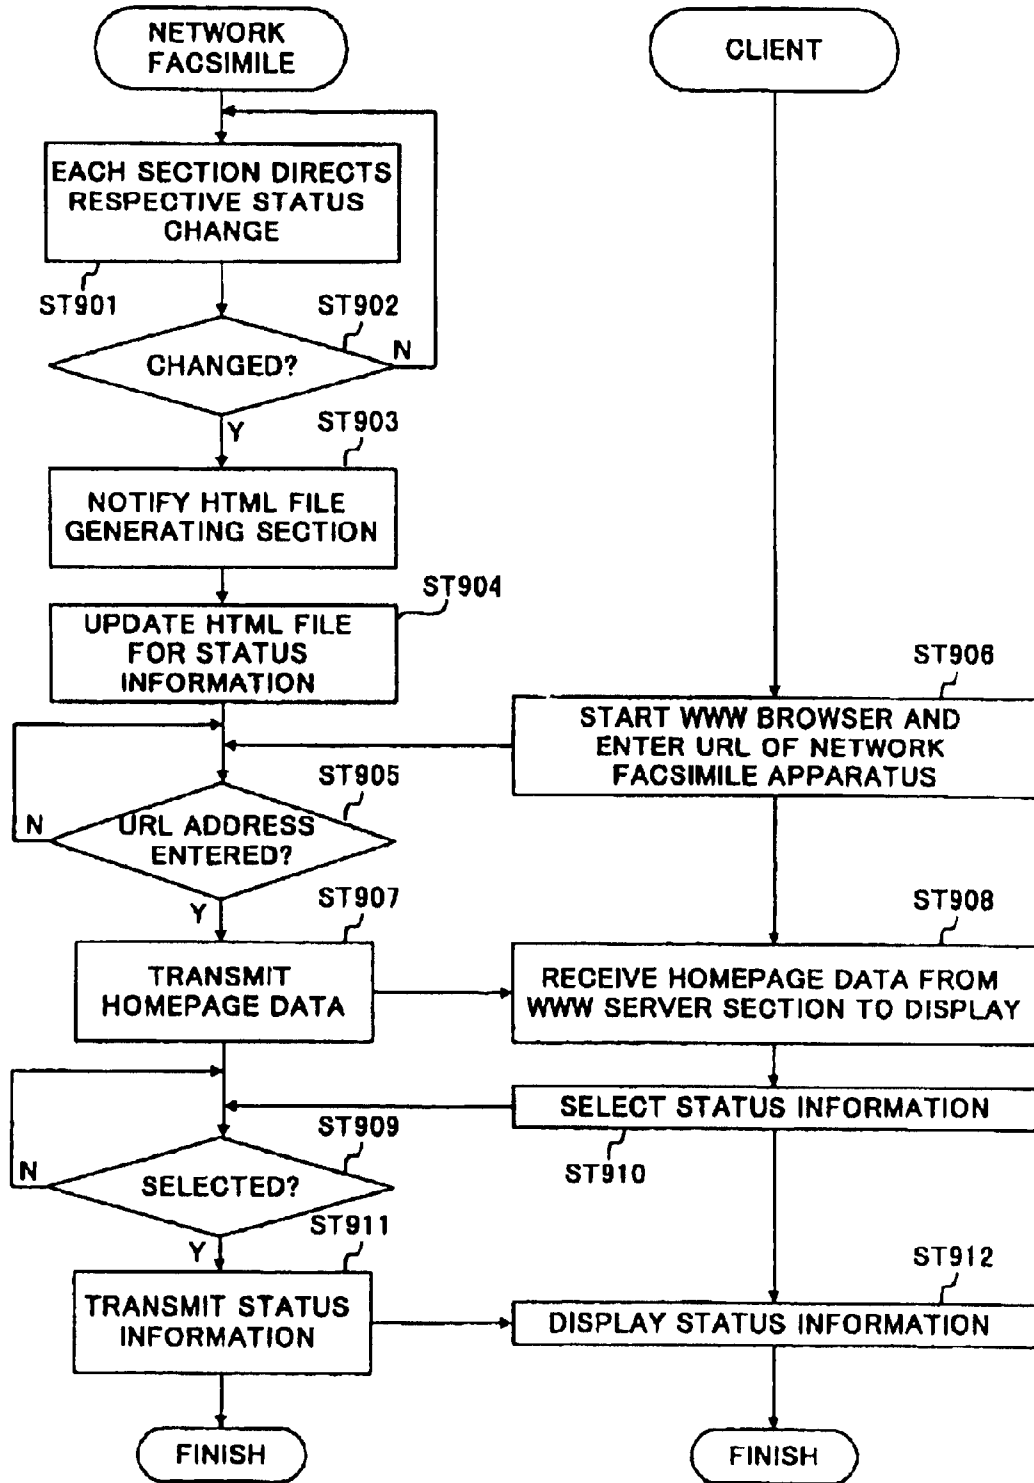 NETWORK
FACSIMILE
CLIENT
EACH SECTION DIRECTS
RESPECTIVE STATUS
CHANGE
ST901
ST902
CHANGED?
N
Y
ST903
NOTIFY HTML FILE
GENERATING SECTION
ST904
UPDATE HTML FILE
FOR STATUS
INFORMATION
ST906
START WWW BROWSER AND
ENTER URL OF NETWORK
FACSIMILE APPARATUS
ST905
N
URL ADDRESS
ENTERED?
Y
ST907
TRANSMIT
HOMEPAGE DATA
ST908
RECEIVE HOMEPAGE DATA FROM
WWW SERVER SECTION TO DISPLAY
SELECT STATUS INFORMATION
ST910
ST909
N
SELECTED?
Y
ST911
TRANSMIT STATUS
INFORMATION
ST912
DISPLAY STATUS INFORMATION
FINISH
FINISH